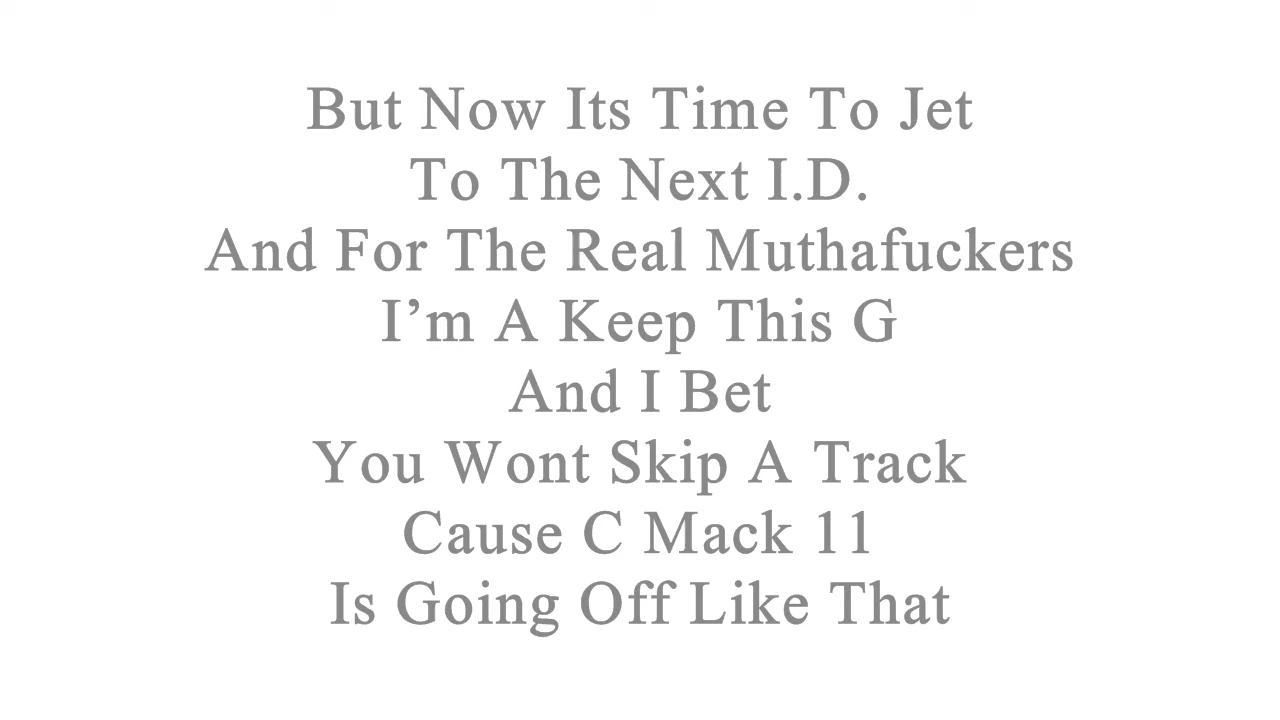 But Now Its Time To Jet
To The Next I.D.
And For The Real Muthafuckers
I’m A Keep This G
And I Bet
You Wont Skip A Track
Cause C Mack 11
Is Going Off Like That